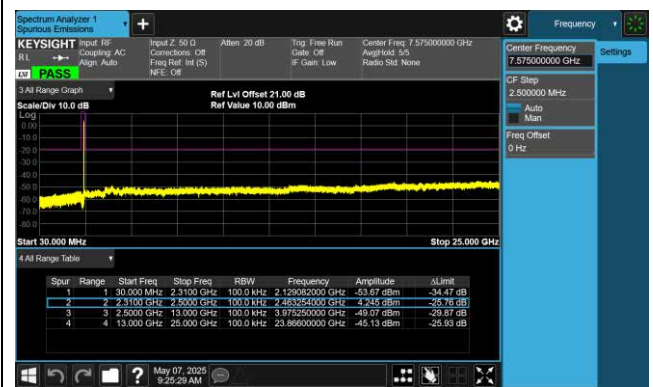 Spectrum Analyzer 1
Spurious Emissions
Frequency
KEYSIGHT Input: RF Input Z: 50 Ω Atten: 20 dB Trig: Free Run Center Freq: 7.575000000 GHz
RL Coupling: AC Corrections: Off Gate: Off Avg|Hold: 5/5
Align: Auto Freq Ref: Int (S) IF Gain: Low Radio Std: None
LXI PASS NFE: Off
3 All Range Graph
Ref Lvl Offset 21.00 dB
Scale/Div 10.0 dB Ref Value 10.00 dBm
Log
0.00
-10.0
-20.0
-30.0
-40.0
-50.0
-60.0
-70.0
-80.0
Start 30.000 MHz Stop 25.000 GHz
4 All Range Table
Spur Range Start Freq Stop Freq RBW Frequency Amplitude ΔLimit
1 1 30.000 MHz 2.3100 GHz 100.0 kHz 2.129082000 GHz -53.67 dBm -34.47 dB
2 2 2.3100 GHz 2.5000 GHz 100.0 kHz 2.463254000 GHz 4.245 dBm -25.76 dB
3 3 2.5000 GHz 13.000 GHz 100.0 kHz 3.975250000 GHz -49.07 dBm -29.87 dB
4 4 13.000 GHz 25.000 GHz 100.0 kHz 23.86600000 GHz -45.13 dBm -25.93 dB
Center Frequency
7.575000000 GHz
Settings
CF Step
2.500000 MHz
Auto
Man
Freq Offset
0 Hz
May 07, 2025
9:25:29 AM